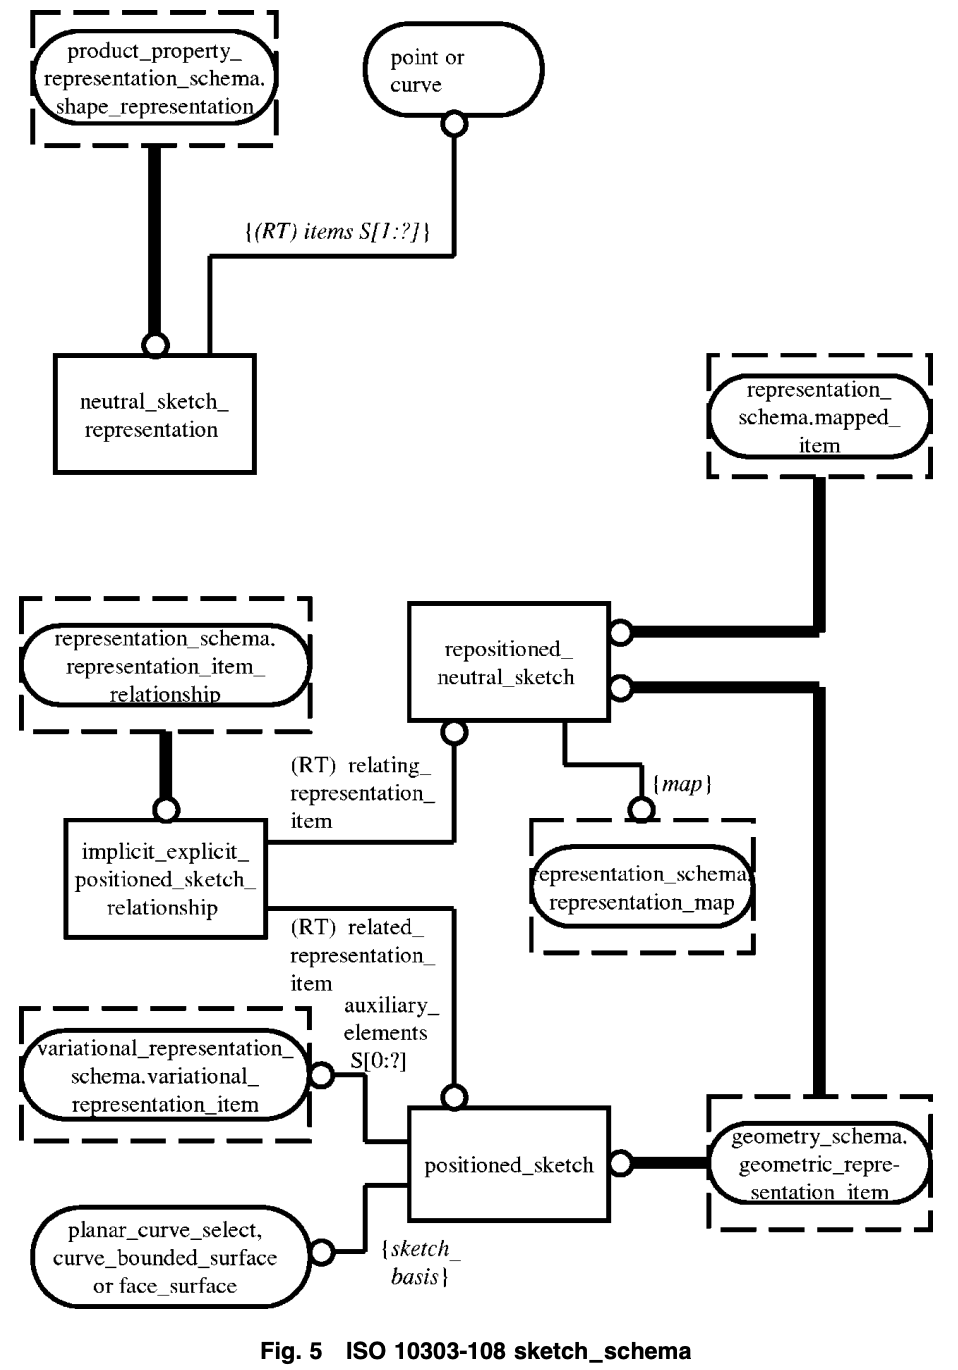 product_property_
representation_schema.
shape_representation
point or
curve
{(RT) items S[1:?]}
neutral_sketch_
representation
representation_
schema.mapped_
item
representation_schema.
representation_item_
relationship
repositioned_
neutral_sketch
(RT) relating_
representation_
item
{map}
implicit_explicit_
positioned_sketch_
relationship
representation_schema.
representation_map
(RT) related_
representation_
item
auxiliary_
elements
S[0:?]
variational_representation_
schema.variational_
representation_item
positioned_sketch
geometry_schema.
geometric_repre-
sentation_item
planar_curve_select,
curve_bounded_surface
or face_surface
{sketch_
basis}
Fig. 5 ISO 10303-108 sketch_schema